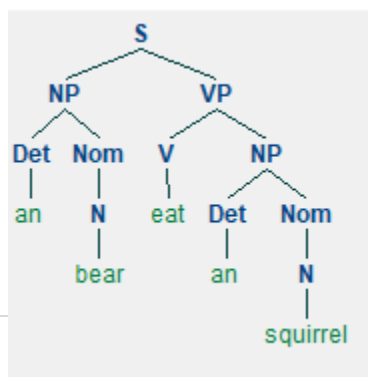 S
NP VP
Det Nom V NP
an N eat Det Nom
bear an N
squirrel